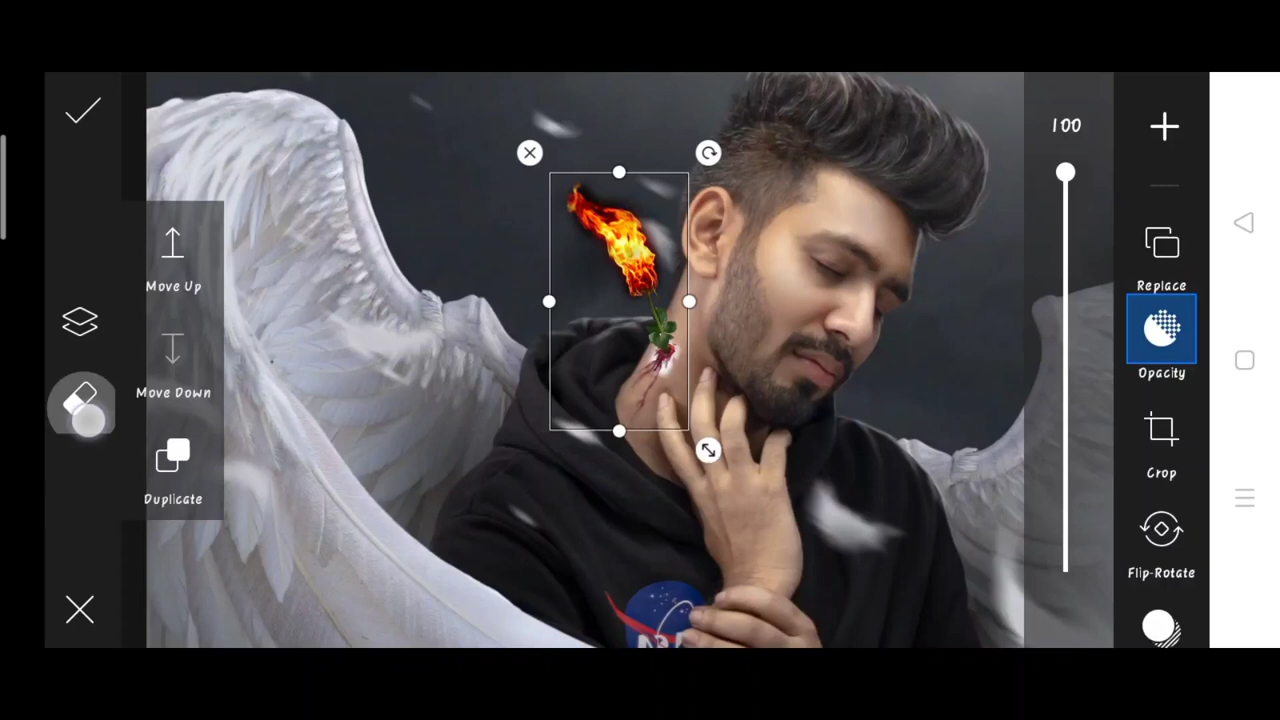 100
Move Up
Replace
Opacity
Move Down
Crop
Duplicate
Flip-Rotate